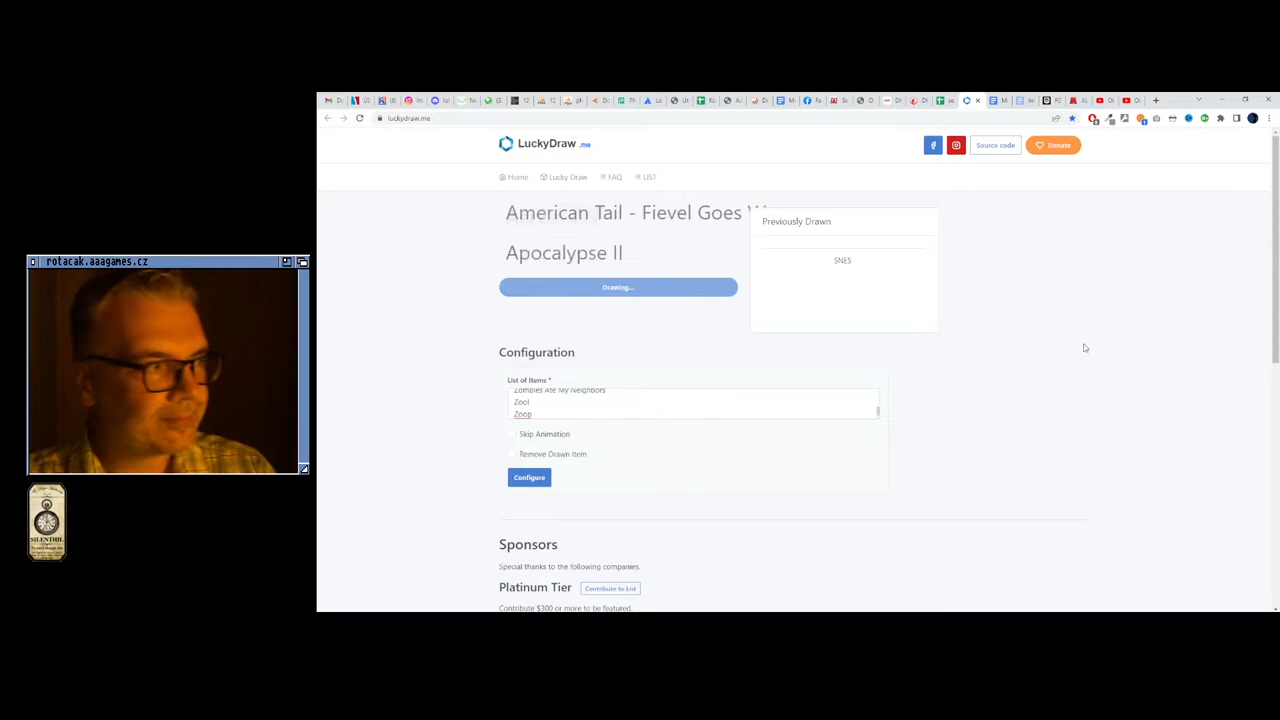 luckydraw.me
LuckyDraw .me
Source code
Donate
Home
Lucky Draw
FAQ
LIST
American Tail - Fievel Goes W
Apocalypse II
Drawing...
Previously Drawn
SNES
rotacak.aaagames.cz
Configuration
List of Items *
Zombies Ate My Neighbors
Zool
Zoop
Skip Animation
Remove Drawn Item
Configure
SILENTHILL
Sponsors
Special thanks to the following companies.
Platinum Tier
Contribute to List
Contribute $300 or more to be featured.